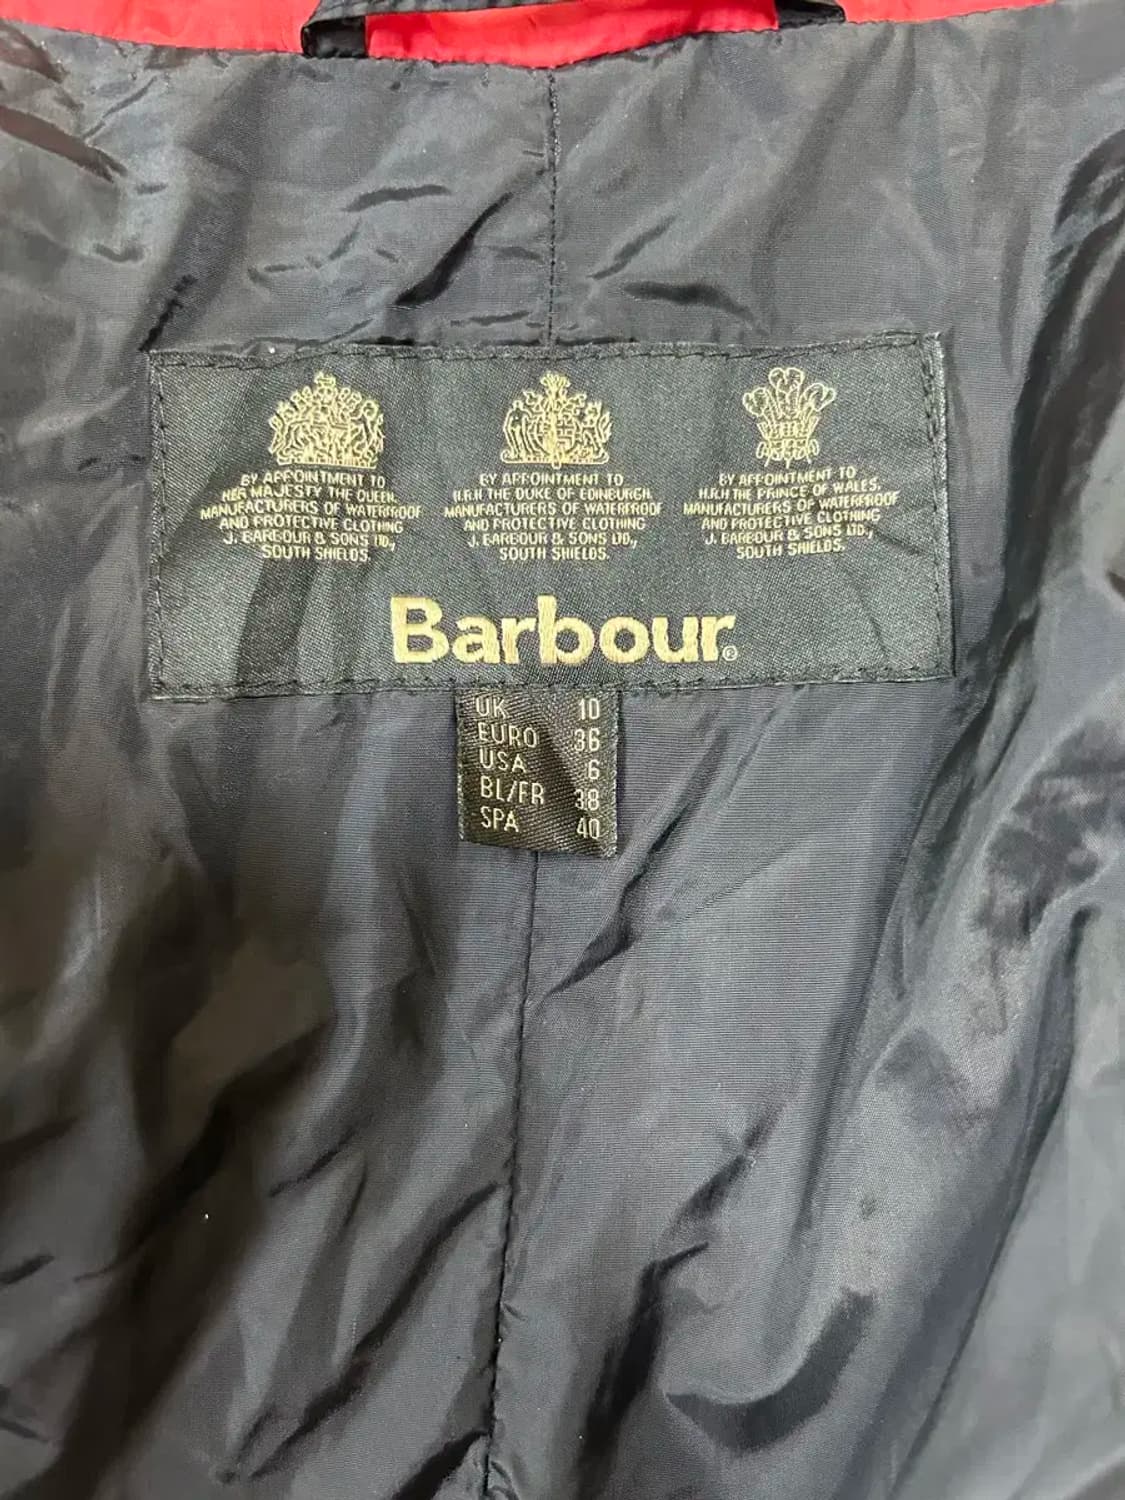 BY APPOINTMENT TO
HER MAJESTY THE QUEEN.
MANUFACTURERS OF WATERPROOF
AND PROTECTIVE CLOTHING
J. BARBOUR & SONS LTD.,
SOUTH SHIELDS.
BY APPOINTMENT TO
H.R.H THE DUKE OF EDINBURGH.
MANUFACTURERS OF WATERPROOF
AND PROTECTIVE CLOTHING
J. BARBOUR & SONS LTD.,
SOUTH SHIELDS.
BY APPOINTMENT TO
H.R.H THE PRINCE OF WALES.
MANUFACTURERS OF WATERPROOF
AND PROTECTIVE CLOTHING
J. BARBOUR & SONS LTD.,
SOUTH SHIELDS.
Barbour®
UK 10
EURO 36
USA 6
BL/FR 38
SPA 40